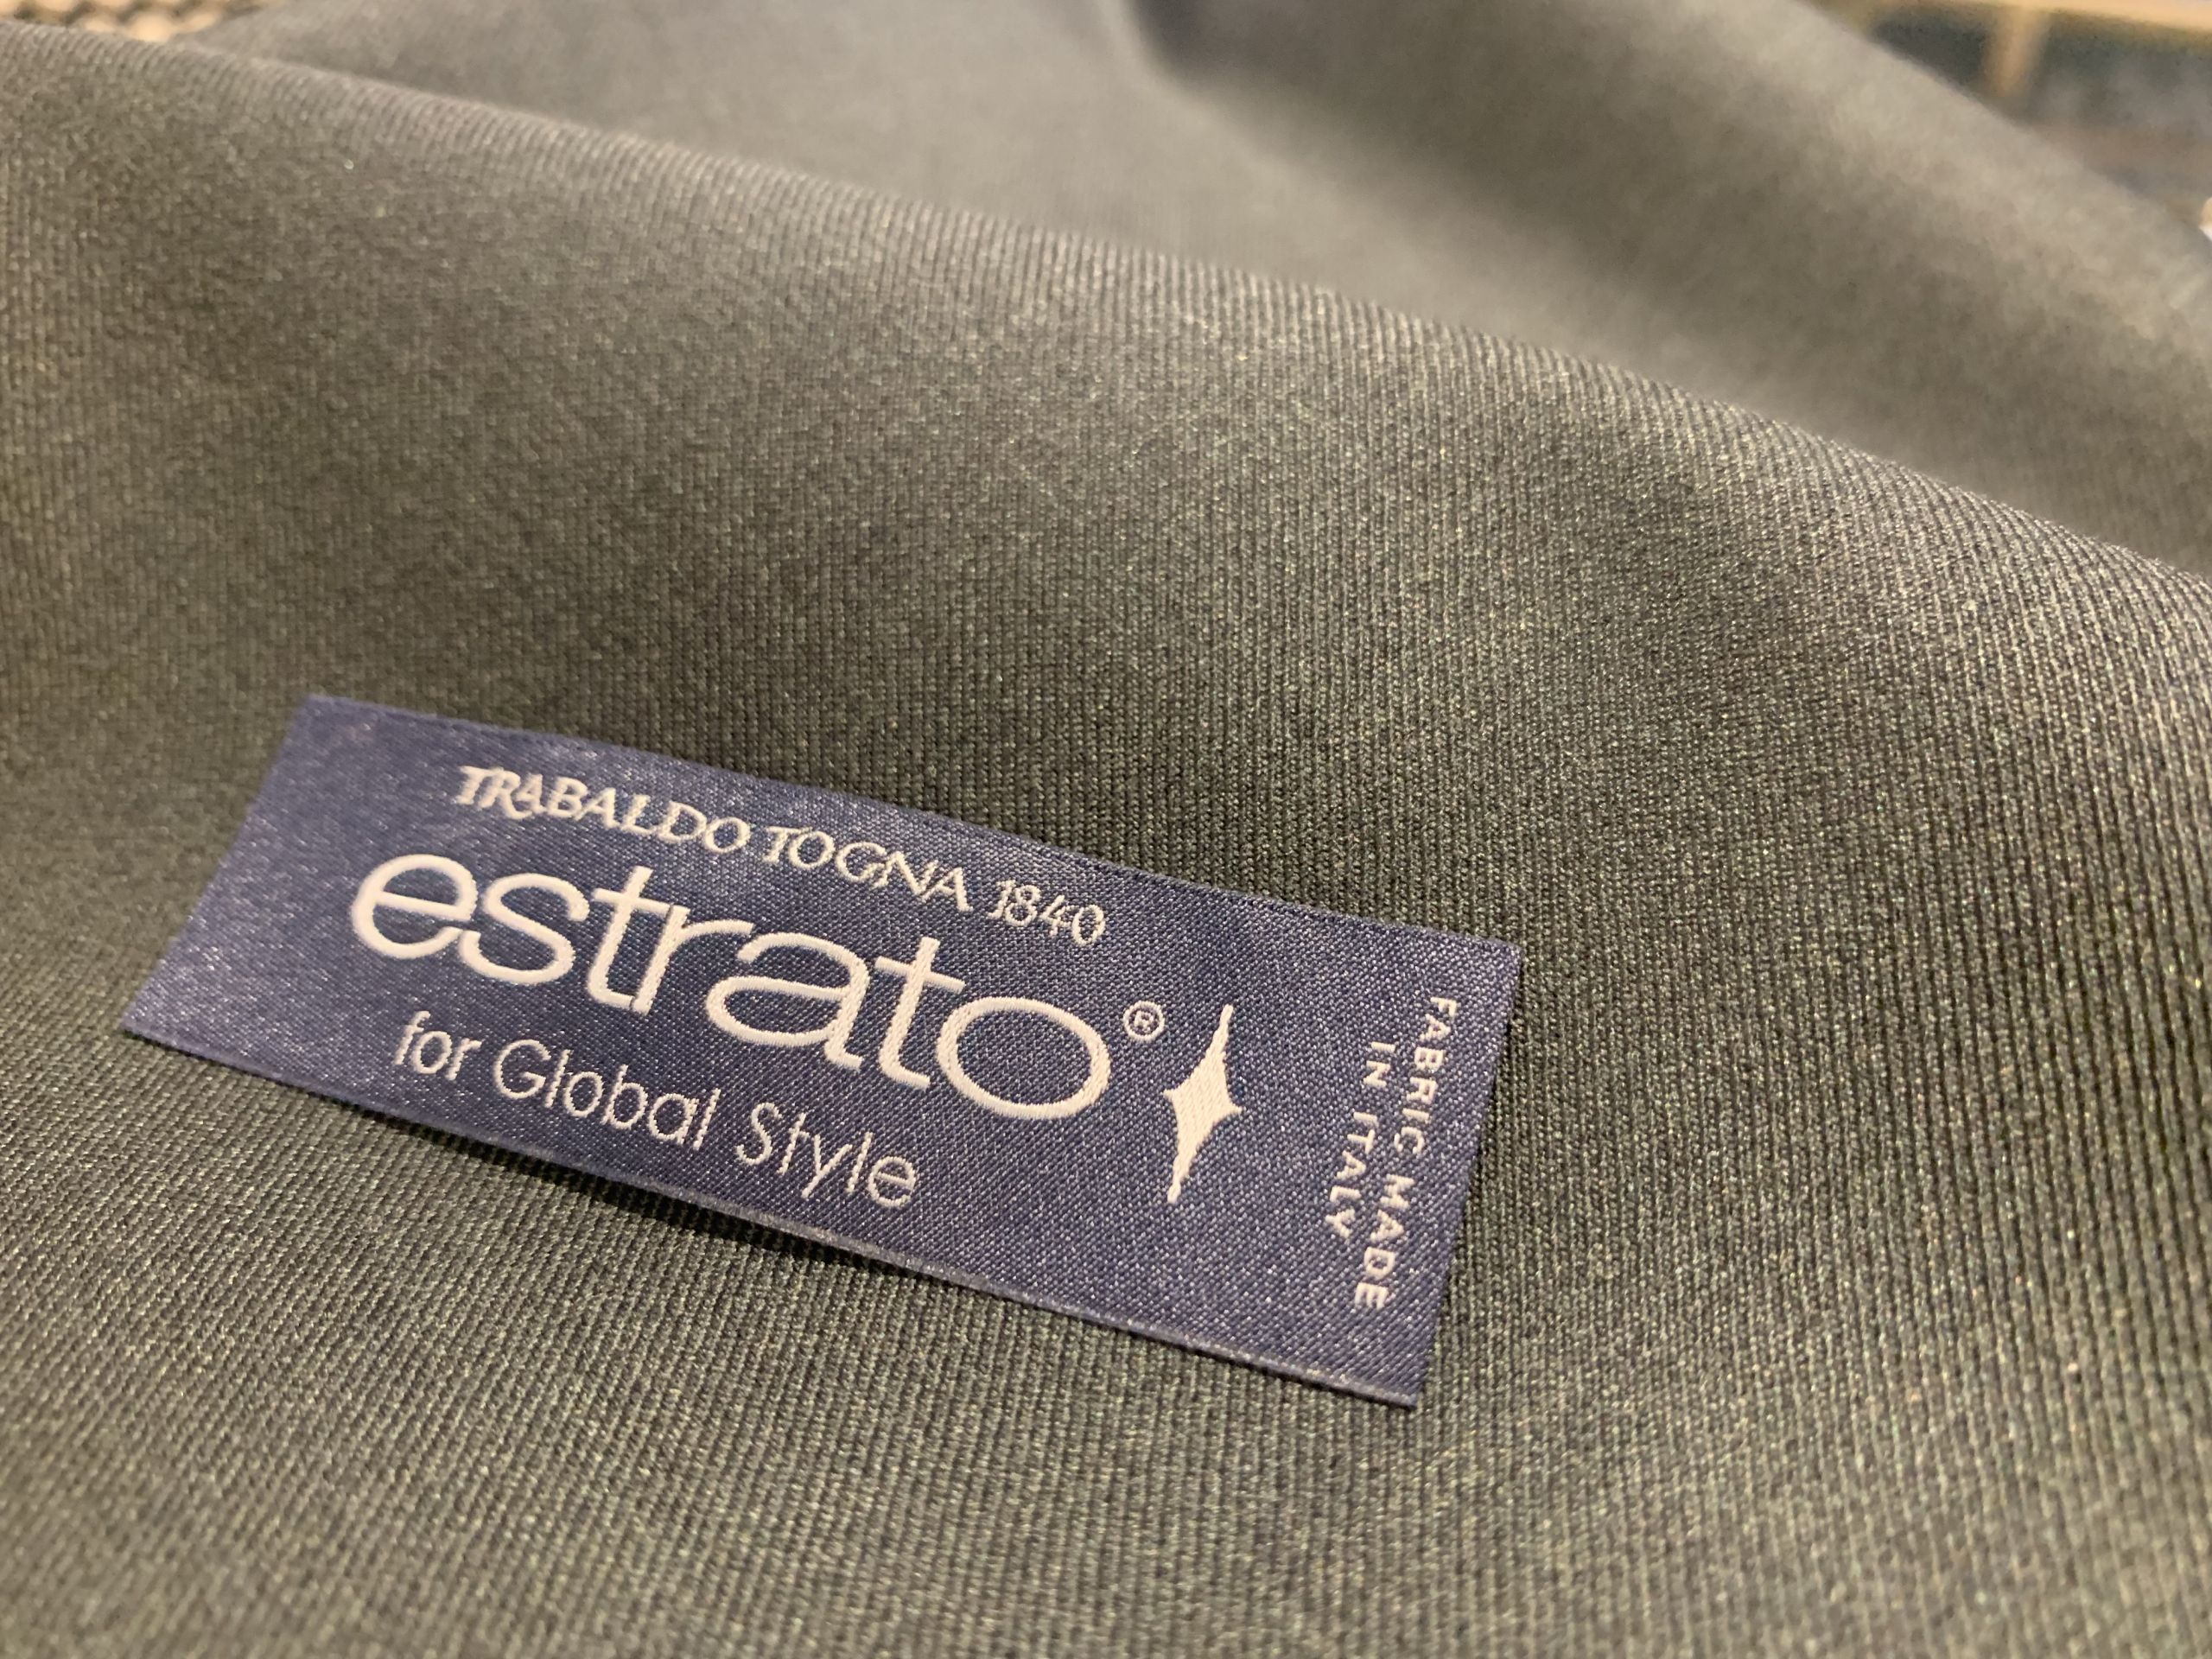 TRABALDO TOGNA 1840
estrato®
for Global Style
FABRIC MADE
IN ITALY